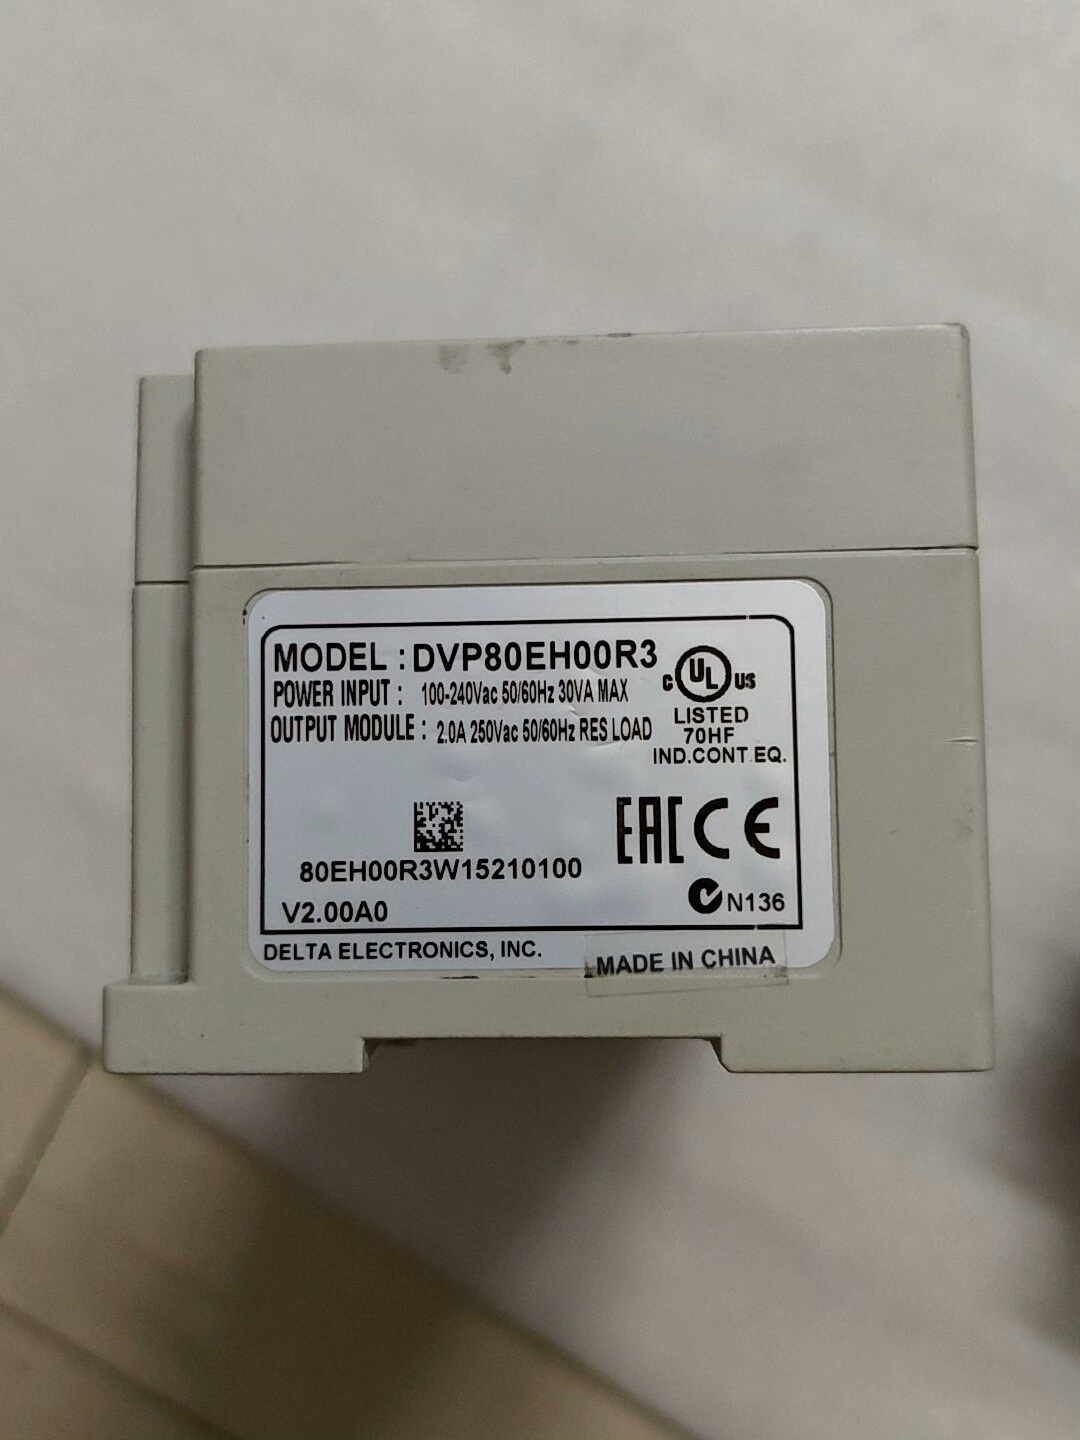 MODEL : DVP80EH00R3
POWER INPUT : 100-240Vac 50/60Hz 30VA MAX
OUTPUT MODULE : 2.0A 250Vac 50/60Hz RES LOAD
C UL US
LISTED
70HF
IND.CONT.EQ.
EAC CE
80EH00R3W15210100
N136
V2.00A0
DELTA ELECTRONICS, INC.
MADE IN CHINA